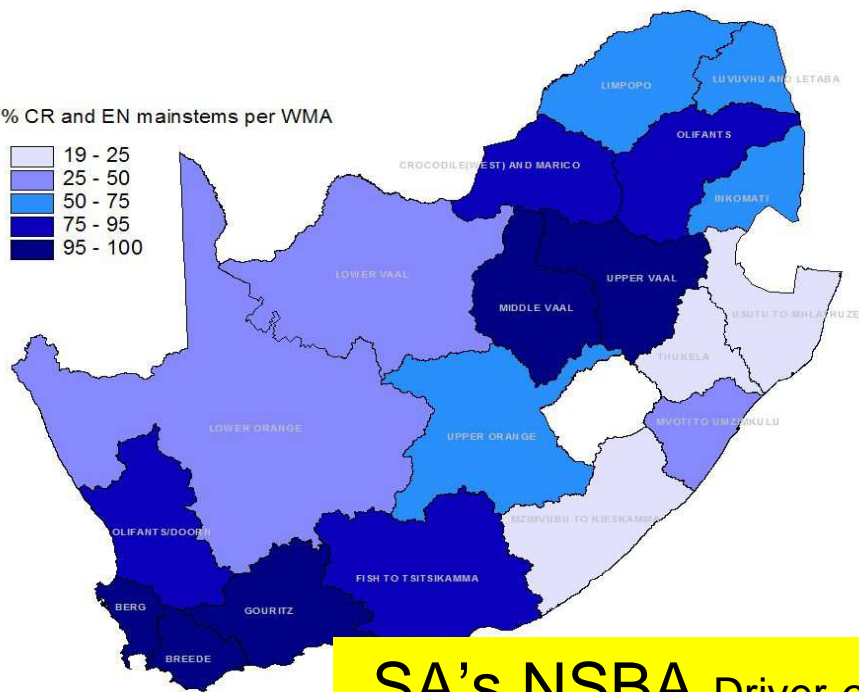 % CR and EN mainstems per WMA
19 - 25
25 - 50
50 - 75
75 - 95
95 - 100
LIMPOPO
LUVUVHU AND LETABA
OLIFANTS
CROCODILE(WEST) AND MARICO
INKOMATI
LOWER VAAL
UPPER VAAL
MIDDLE VAAL
USUTU TO MHLATHUZE
THUKELA
MVOTI TO UMZIMKULU
LOWER ORANGE
UPPER ORANGE
MZIMVUBU TO KIESKAMMA
OLIFANTS/DOORN
FISH TO TSITSIKAMMA
BERG
GOURITZ
BREEDE
SA's NSBA Driver